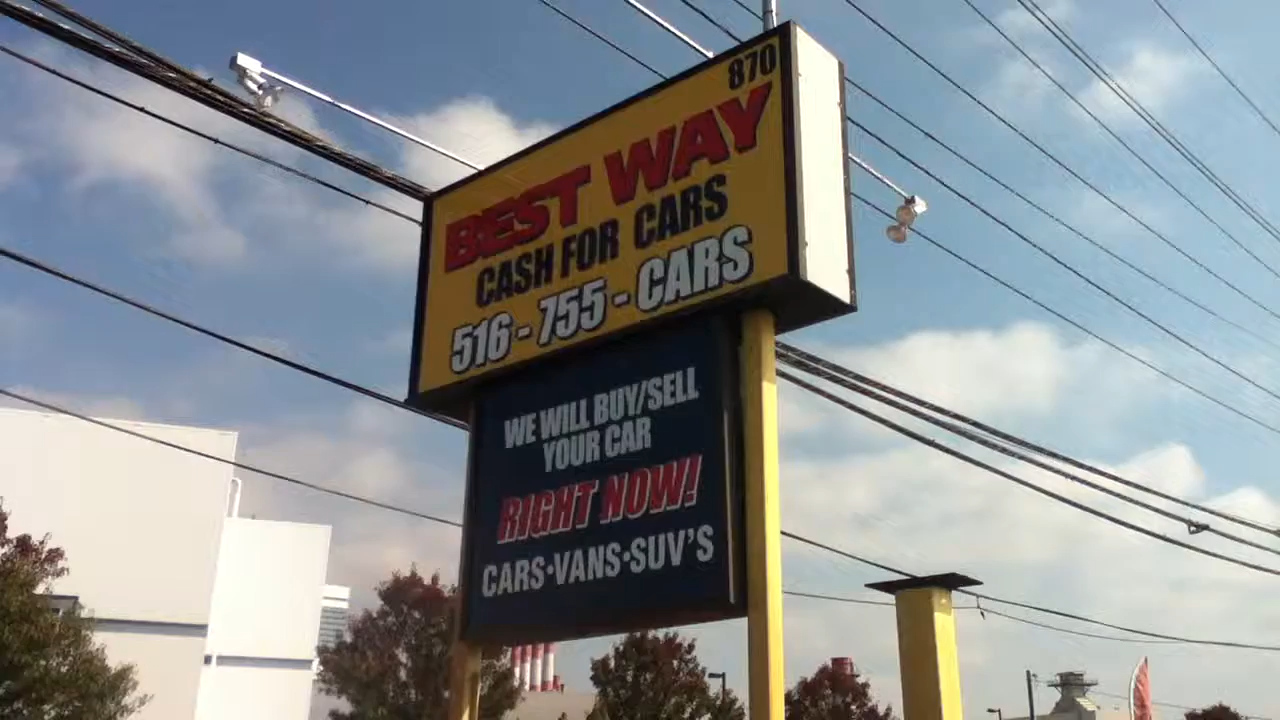 870
BEST WAY
CASH FOR CARS
516-755-CARS
WE WILL BUY/SELL
YOUR CAR
RIGHT NOW!
CARS·VANS·SUV'S